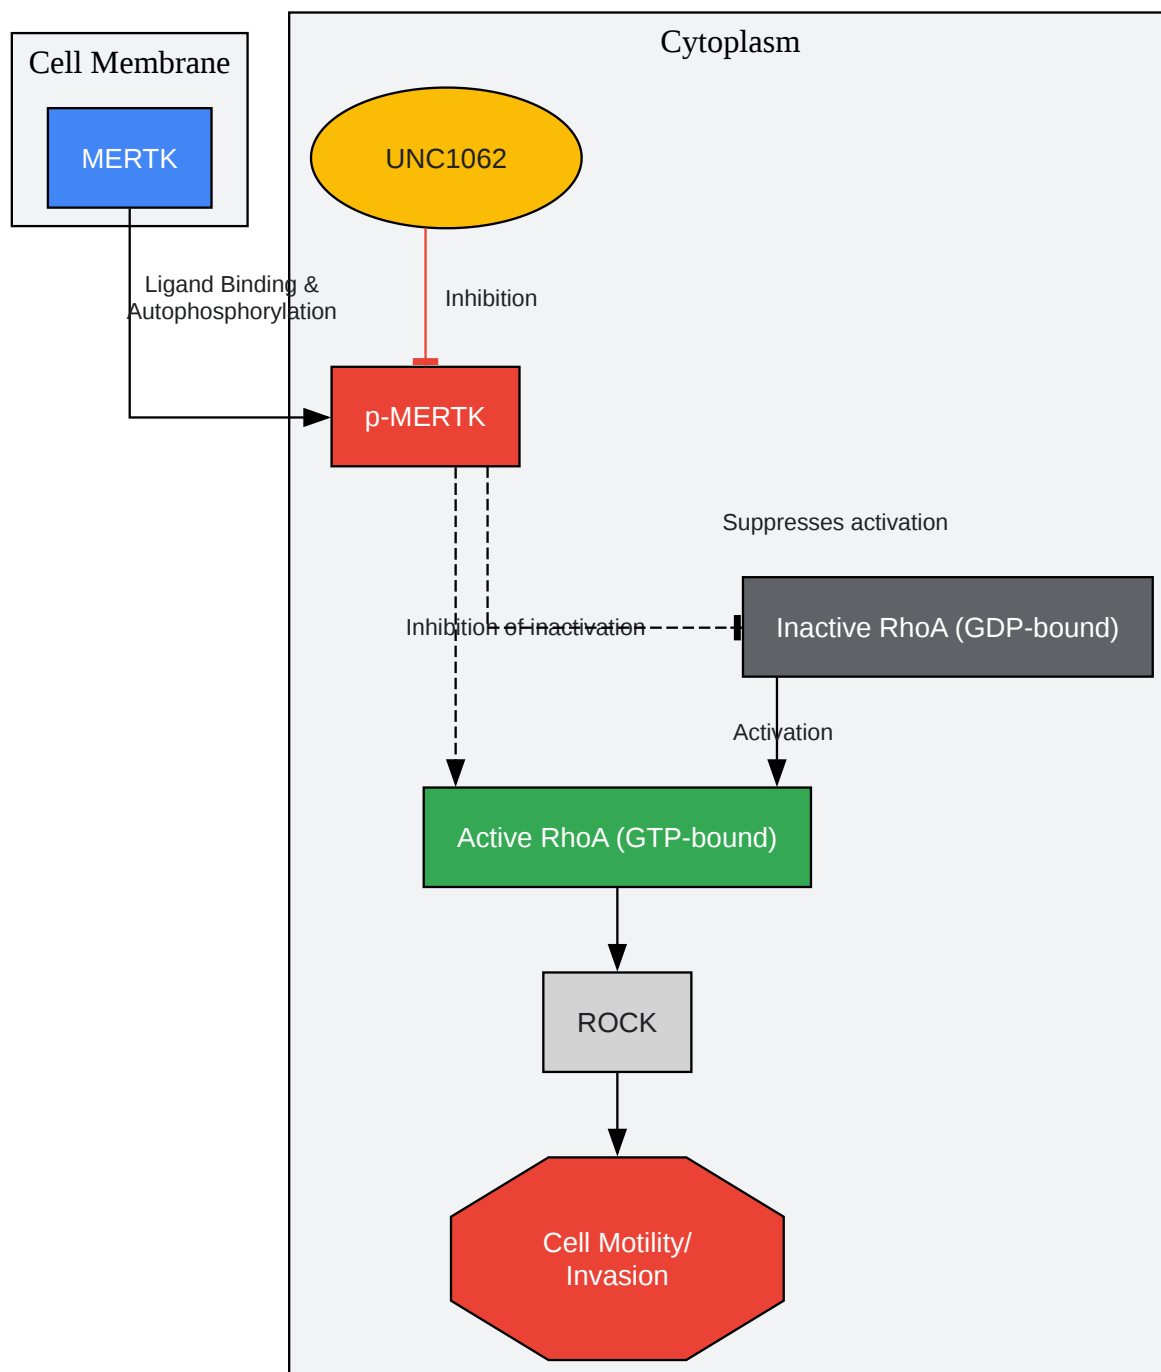 Cell Membrane
Cytoplasm
MERTK
UNC1062
Ligand Binding &
Autophosphorylation
Inhibition
p-MERTK
Suppresses activation
Inhibition of inactivation
Inactive RhoA (GDP-bound)
Activation
Active RhoA (GTP-bound)
ROCK
Cell Motility/
Invasion